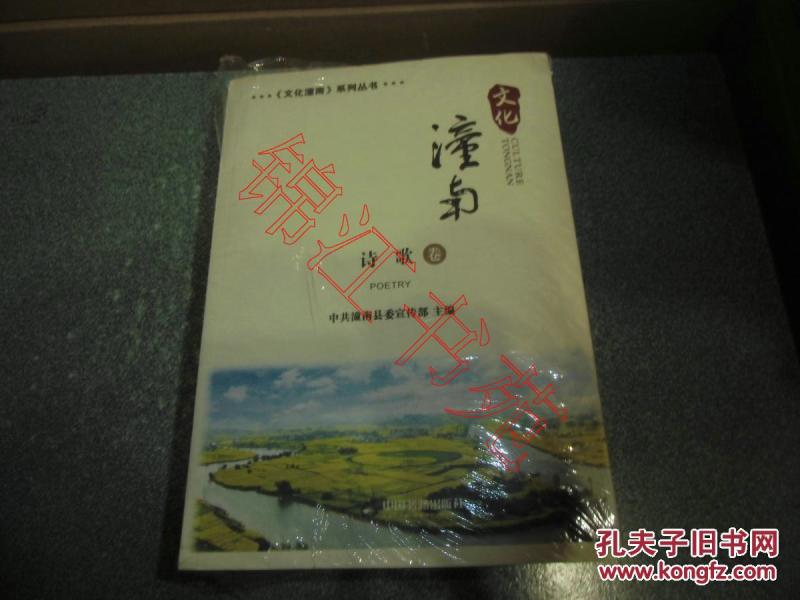 《文化潼南》系列丛书
文化
潼南
CULTURE
TONGNAN
诗歌 卷
POETRY
中共潼南县委宣传部 主编
锦江书苑
孔夫子旧书网
www.kongfz.com